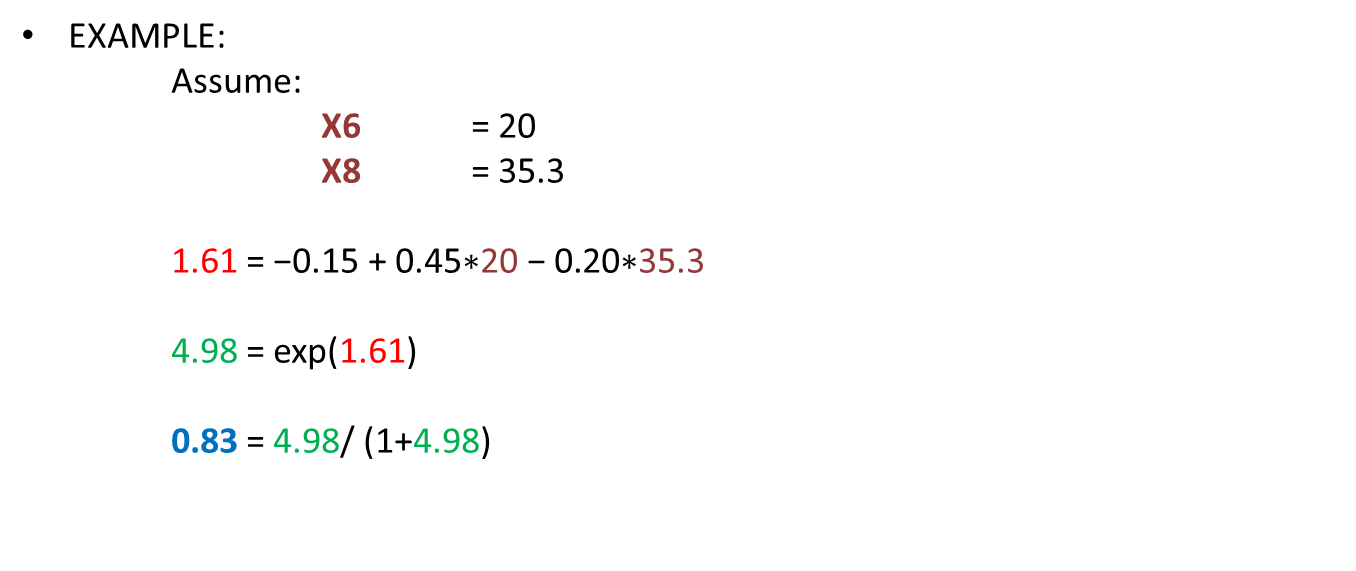 • EXAMPLE:
Assume:
X6 = 20
X8 = 35.3
1.61 = −0.15 + 0.45*20 − 0.20*35.3
4.98 = exp(1.61)
0.83 = 4.98/ (1+4.98)